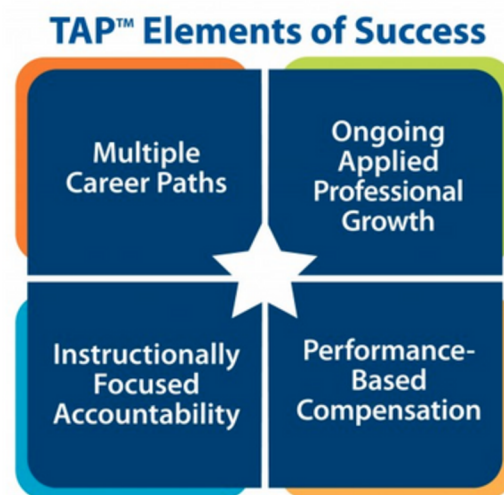 TAP™ Elements of Success
Multiple
Career Paths
Ongoing
Applied
Professional
Growth
Instructionally
Focused
Accountability
Performance-
Based
Compensation